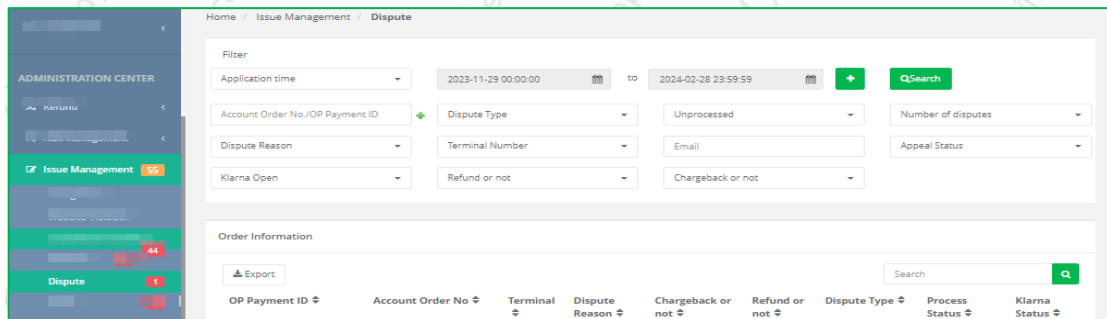 Home / Issue Management / Dispute
Filter
ADMINISTRATION CENTER
Application time 2023-11-29 00:00:00 to 2024-02-28 23:59:59 + Search
Refund
Account Order No./OP Payment ID Dispute Type Unprocessed Number of disputes
Dispute Reason Terminal Number Email Appeal Status
Issue Management 55
Klarna Open Refund or not Chargeback or not
Order Information
44
Export Search
Dispute 1
OP Payment ID Account Order No Terminal Dispute Reason Chargeback or not Refund or not Dispute Type Process Status Klarna Status